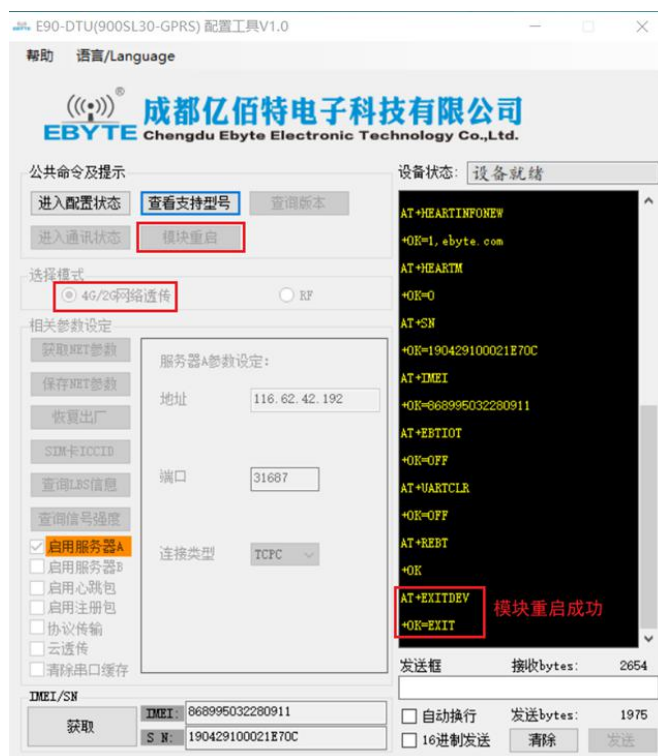 E90-DTU(900SL30-GPRS) 配置工具V1.0
帮助 语言/Language
®
EBYTE
成都亿佰特电子科技有限公司
Chengdu Ebyte Electronic Technology Co.,Ltd.
公共命令及提示
进入配置状态 查看支持型号 查询版本
进入通讯状态 模块重启
选择模式
4G/2G网络透传 RF
相关参数设定
获取NET参数
保存NET参数
恢复出厂
SIM卡ICCID
查询LBS信息
查询信号强度
启用服务器A
启用服务器B
启用心跳包
启用注册包
协议传输
云透传
清除串口缓存
服务器A参数设定:
地址 116.62.42.192
端口 31687
连接类型 TCPC
IMEI/SN
获取
IMEI: 868995032280911
S N: 190429100021E70C
设备状态: 设备就绪
AT+HEARTINFONEW
+OK=1,ebyte.com
AT+HEARTM
+OK=0
AT+SN
+OK=190429100021E70C
AT+IMEI
+OK=868995032280911
AT+EBTIOT
+OK=OFF
AT+UARTCLR
+OK=OFF
AT+REBT
+OK
AT+EXITDEV
+OK=EXIT
模块重启成功
发送框 接收bytes: 2654
自动换行 发送bytes: 1975
16进制发送 清除 发送